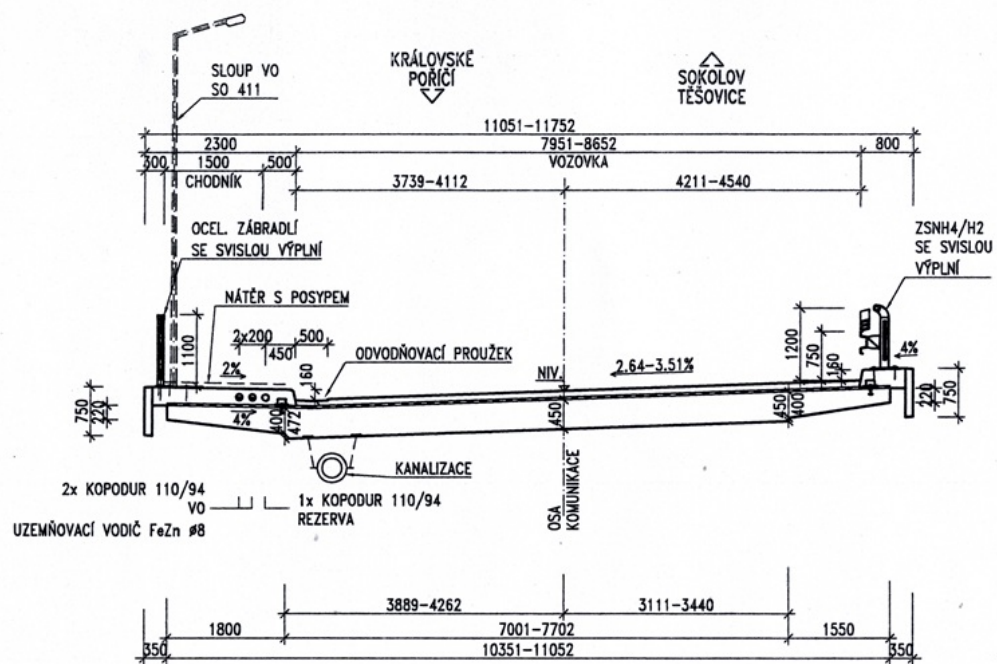 SLOUP VO
SO 411
KRÁLOVSKÉ
POŘÍČÍ
SOKOLOV
TĚŠOVICE
11051-11752
2300
7951-8652
800
VOZOVKA
300
1500
500
CHODNÍK
3739-4112
4211-4540
OCEL. ZÁBRADLÍ
SE SVISLOU VÝPLNÍ
ZSNH4/H2
SE SVISLOU
VÝPLNÍ
NÁTĚR S POSYPEM
1100
2x200
500
450
ODVODŇOVACÍ PROUŽEK
1200
750
160
4%
2%
160
NIV.
2.64-3.51%
750
220
4%
400
472
450
450
400
220
750
KANALIZACE
OSA
KOMUNIKACE
2x KOPODUR 110/94
VO
1x KOPODUR 110/94
REZERVA
UZEMŇOVACÍ VODIČ FeZn ø8
3889-4262
3111-3440
1800
7001-7702
1550
350
10351-11052
350